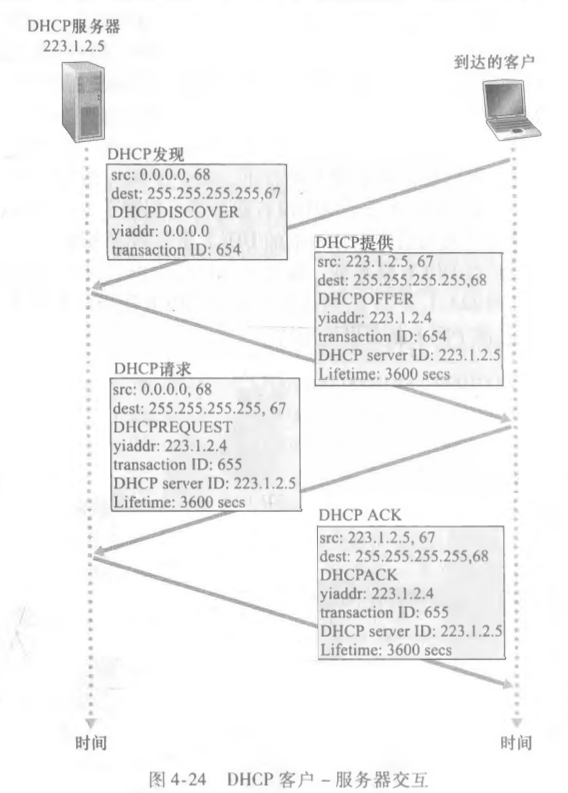 DHCP服务器
223.1.2.5
到达的客户
DHCP发现
src: 0.0.0.0, 68
dest: 255.255.255.255,67
DHCPDISCOVER
yiaddr: 0.0.0.0
transaction ID: 654
DHCP提供
src: 223.1.2.5, 67
dest: 255.255.255.255,68
DHCPOFFER
yiaddr: 223.1.2.4
transaction ID: 654
DHCP server ID: 223.1.2.5
Lifetime: 3600 secs
DHCP请求
src: 0.0.0.0, 68
dest: 255.255.255.255, 67
DHCPREQUEST
yiaddr: 223.1.2.4
transaction ID: 655
DHCP server ID: 223.1.2.5
Lifetime: 3600 secs
DHCP ACK
src: 223.1.2.5, 67
dest: 255.255.255.255,68
DHCPACK
yiaddr: 223.1.2.4
transaction ID: 655
DHCP server ID: 223.1.2.5
Lifetime: 3600 secs
时间
时间
图 4-24 DHCP 客户－服务器交互